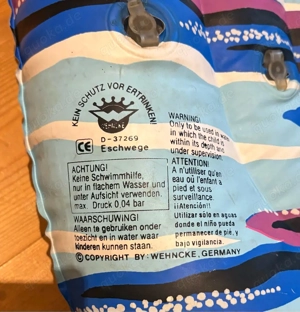 KEIN SCHUTZ VOR ERTRINKEN!
WEHNCKE
D-37269
CE Eschwege
ACHTUNG!
Keine Schwimmhilfe,
nur in flachem Wasser und
unter Aufsicht verwenden.
max. Druck 0.04 bar
WAARSCHUWING!
Alleen te gebruiken onder
toezicht en in water waar
kinderen kunnen staan.
WARNING!
Only to be used in water
in which the child is
within its depth and
under supervision.
ATTENTION!
A n'utiliser qu'en
eau où l'enfant a
pied et sous
surveillance.
¡Atención!!
Utilizar sólo en aguas
donde el niño pueda
permanecer de pie, y
bajo vigilancia.
© COPYRIGHT BY: WEHNCKE, GERMANY